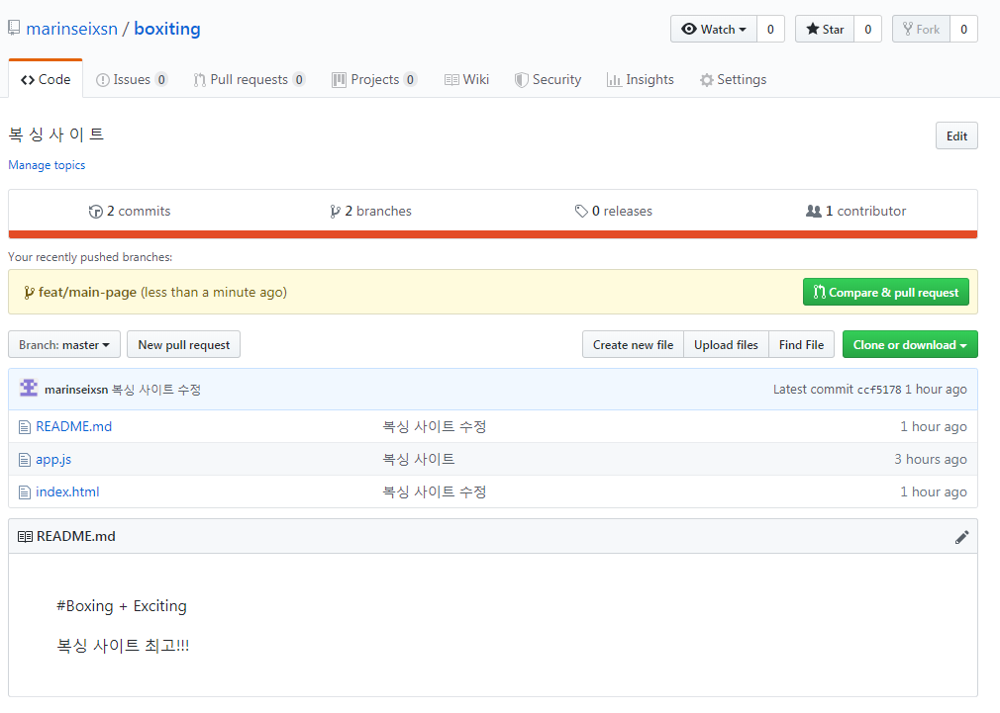 marinseixsn / boxiting
Watch 0 Star 0 Fork 0
Code Issues 0 Pull requests 0 Projects 0 Wiki Security Insights Settings
복 싱 사 이 트
Edit
Manage topics
2 commits 2 branches 0 releases 1 contributor
Your recently pushed branches:
feat/main-page (less than a minute ago) Compare & pull request
Branch: master New pull request Create new file Upload files Find File Clone or download
marinseixsn 복싱 사이트 수정 Latest commit ccf5178 1 hour ago
README.md 복싱 사이트 수정 1 hour ago
app.js 복싱 사이트 3 hours ago
index.html 복싱 사이트 수정 1 hour ago
README.md
#Boxing + Exciting
복싱 사이트 최고!!!